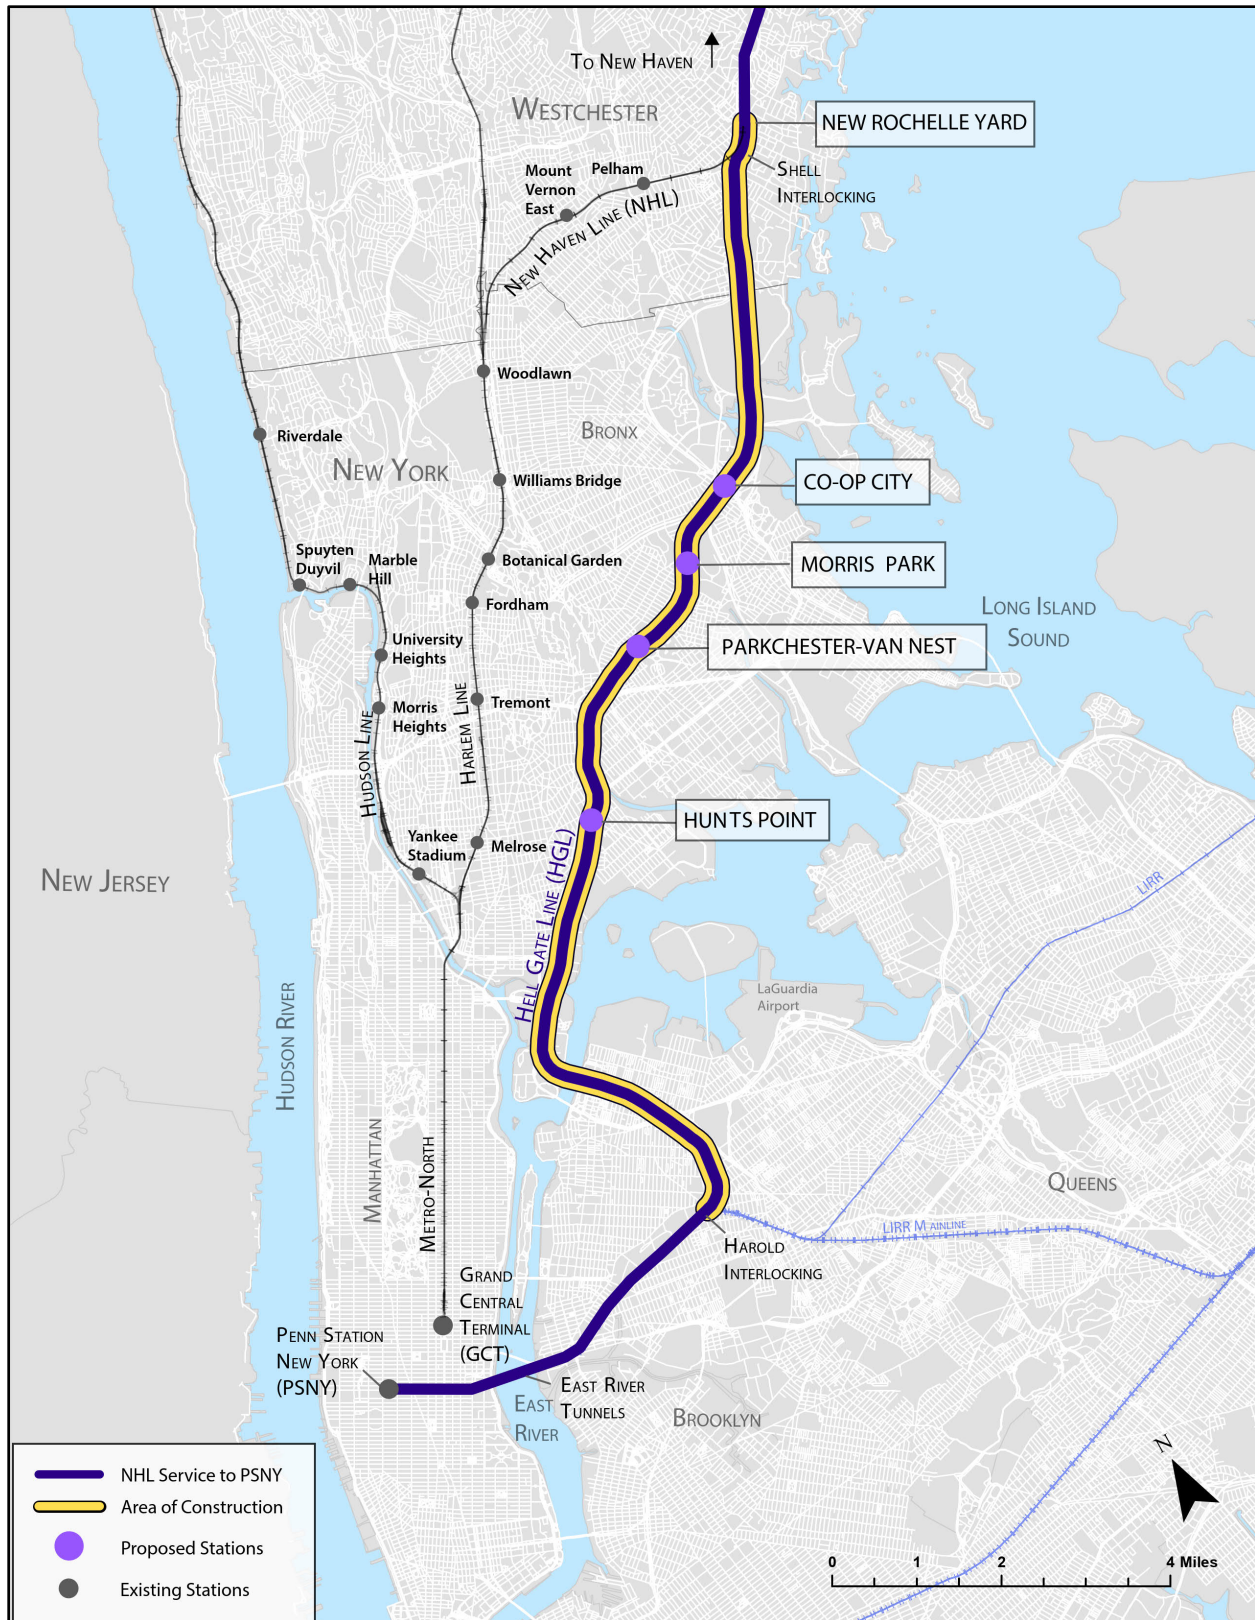 TO NEW HAVEN
WESTCHESTER
NEW ROCHELLE YARD
Mount
Vernon
East
Pelham
SHELL
INTERLOCKING
NEW HAVEN LINE (NHL)
Woodlawn
Riverdale
BRONX
NEW YORK
Williams Bridge
CO-OP CITY
Spuyten
Duyvil
Marble
Hill
Botanical Garden
MORRIS PARK
Fordham
LONG ISLAND
SOUND
University
Heights
PARKCHESTER-VAN NEST
Morris
Heights
Tremont
HUDSON LINE
HARLEM LINE
HUNTS POINT
Yankee
Stadium
Melrose
NEW JERSEY
HELL GATE LINE (HGL)
LIRR
LaGuardia
Airport
HUDSON RIVER
MANHATTAN
METRO-NORTH
QUEENS
LIRR MAINLINE
HAROLD
INTERLOCKING
GRAND
CENTRAL
TERMINAL
(GCT)
PENN STATION
NEW YORK
(PSNY)
EAST RIVER
TUNNELS
EAST
RIVER
BROOKLYN
N
NHL Service to PSNY
Area of Construction
Proposed Stations
Existing Stations
0 1 2 4 Miles